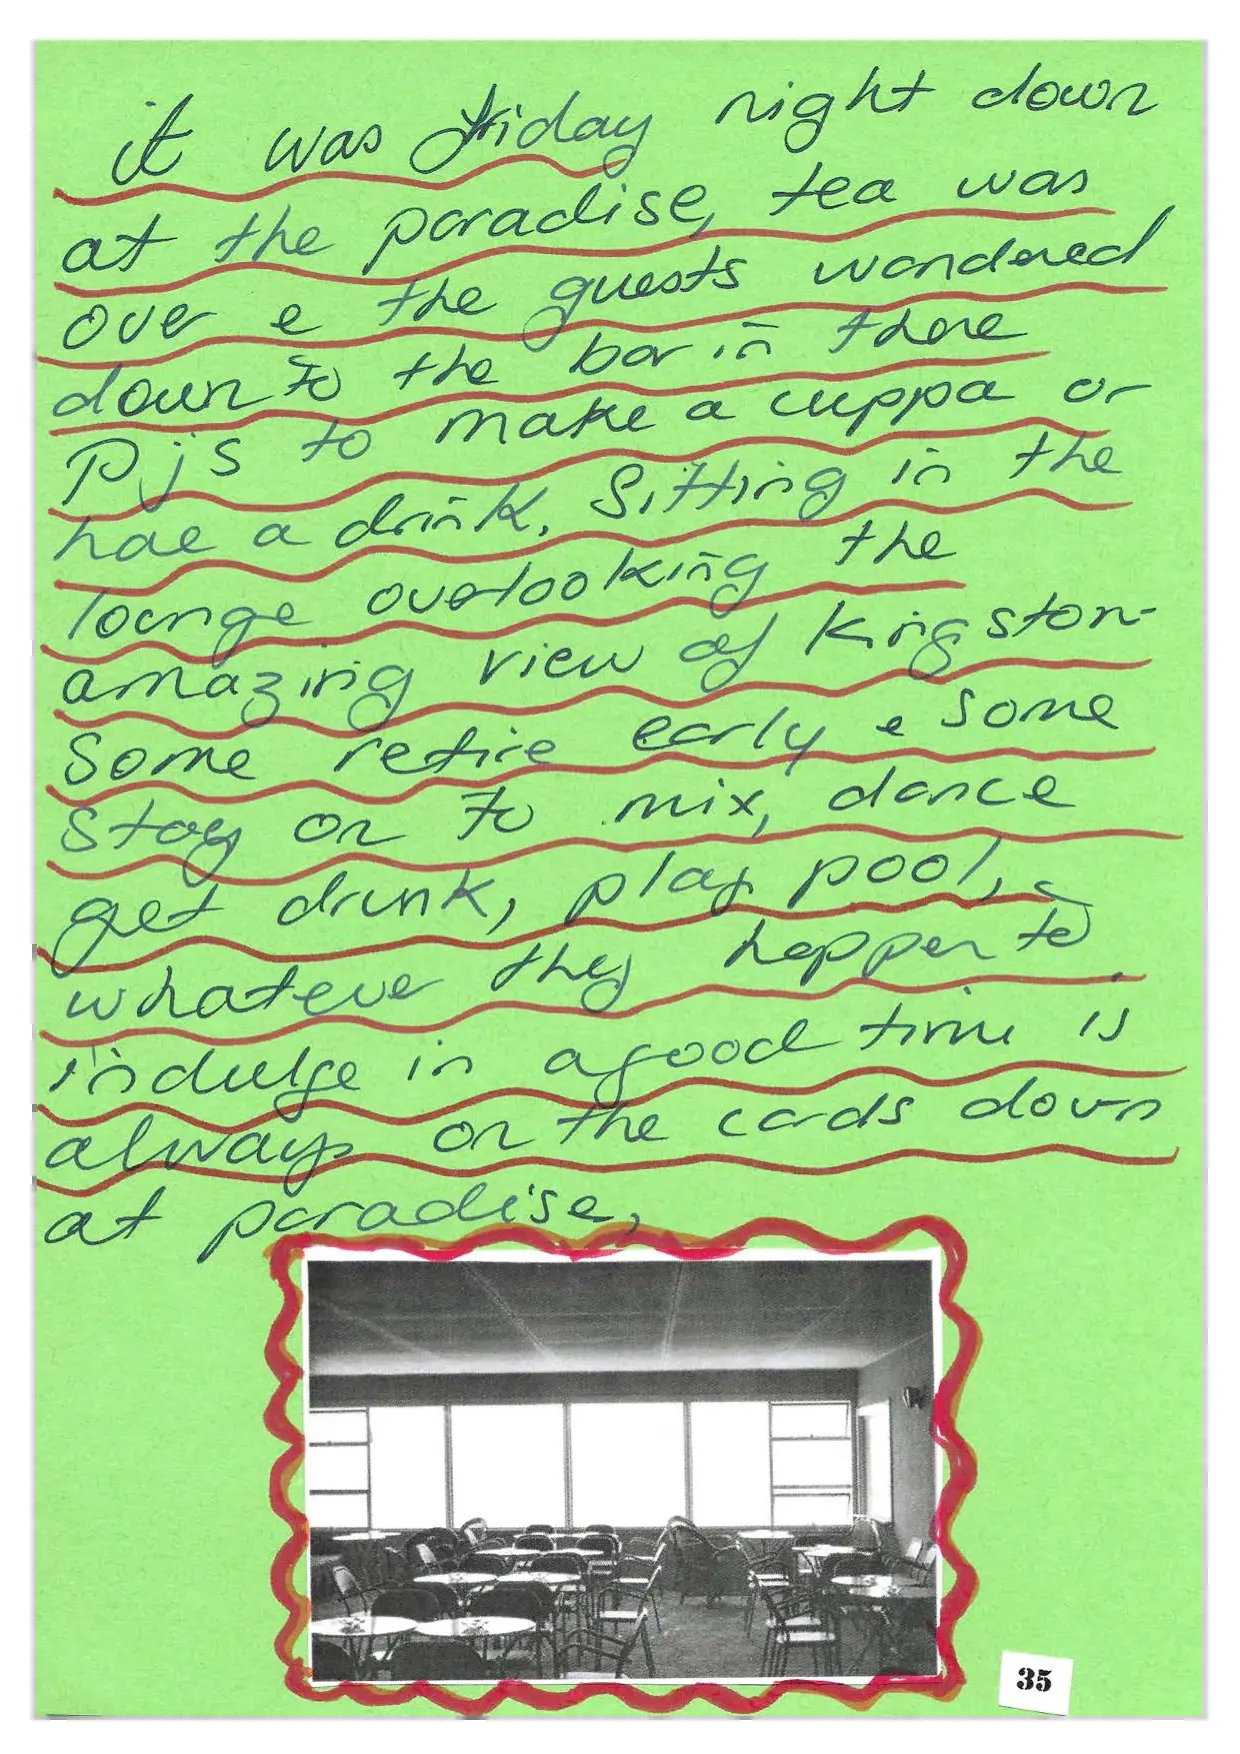 it was friday night down
at the paradise, tea was
over e the guests wandered
down to the bar in there
Pjs to make a cuppa or
hae a drink. Sitting in the
lounge overlooking the
amazing view of Kingston-
Some retire early e some
Stay on to mix, dance
get drunk, play pool,
whatever they happen to
indulge in a good time is
always on the cards down
at paradise,
35